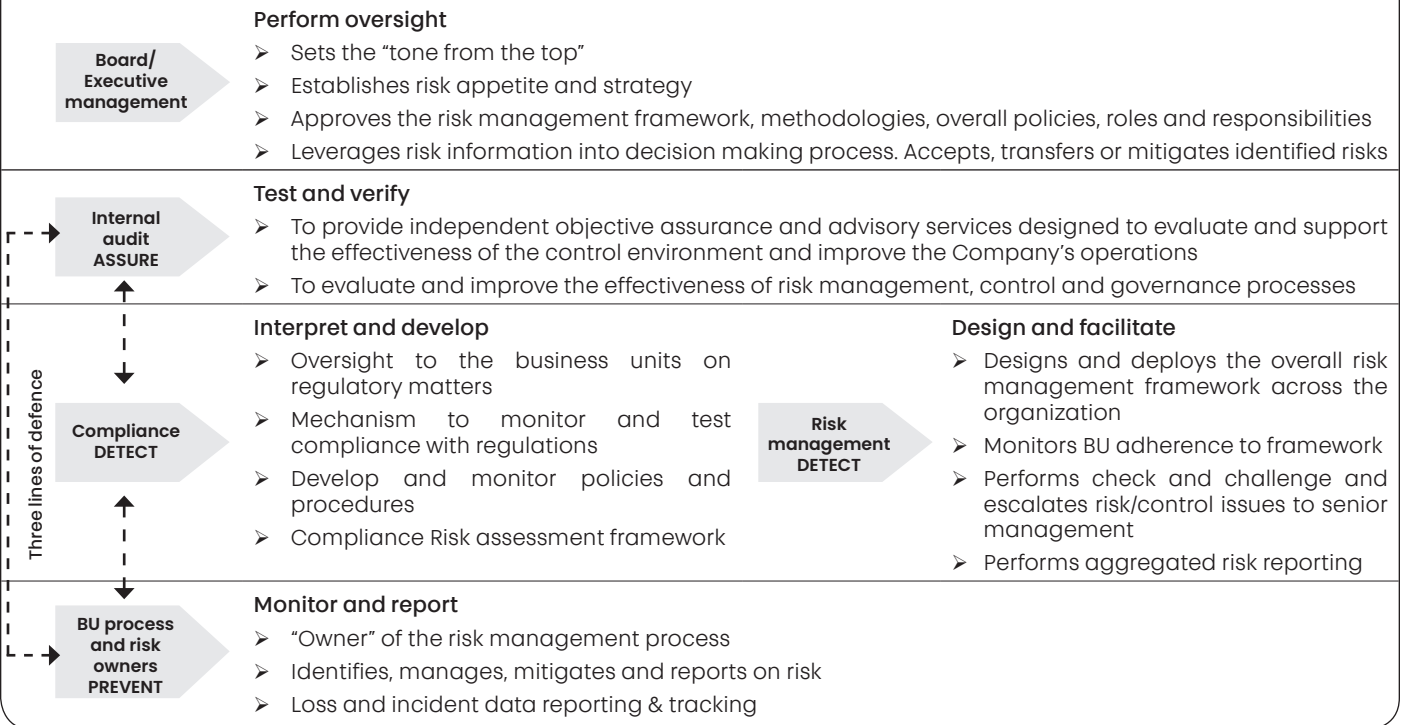 Board/
Executive
management
Perform oversight
➢ Sets the “tone from the top”
➢ Establishes risk appetite and strategy
➢ Approves the risk management framework, methodologies, overall policies, roles and responsibilities
➢ Leverages risk information into decision making process. Accepts, transfers or mitigates identified risks
Three lines of defence
Internal
audit
ASSURE
Test and verify
➢ To provide independent objective assurance and advisory services designed to evaluate and support
the effectiveness of the control environment and improve the Company’s operations
➢ To evaluate and improve the effectiveness of risk management, control and governance processes
Compliance
DETECT
Interpret and develop
➢ Oversight to the business units on
regulatory matters
➢ Mechanism to monitor and test
compliance with regulations
➢ Develop and monitor policies and
procedures
➢ Compliance Risk assessment framework
Risk
management
DETECT
Design and facilitate
➢ Designs and deploys the overall risk
management framework across the
organization
➢ Monitors BU adherence to framework
➢ Performs check and challenge and
escalates risk/control issues to senior
management
➢ Performs aggregated risk reporting
BU process
and risk
owners
PREVENT
Monitor and report
➢ “Owner” of the risk management process
➢ Identifies, manages, mitigates and reports on risk
➢ Loss and incident data reporting & tracking